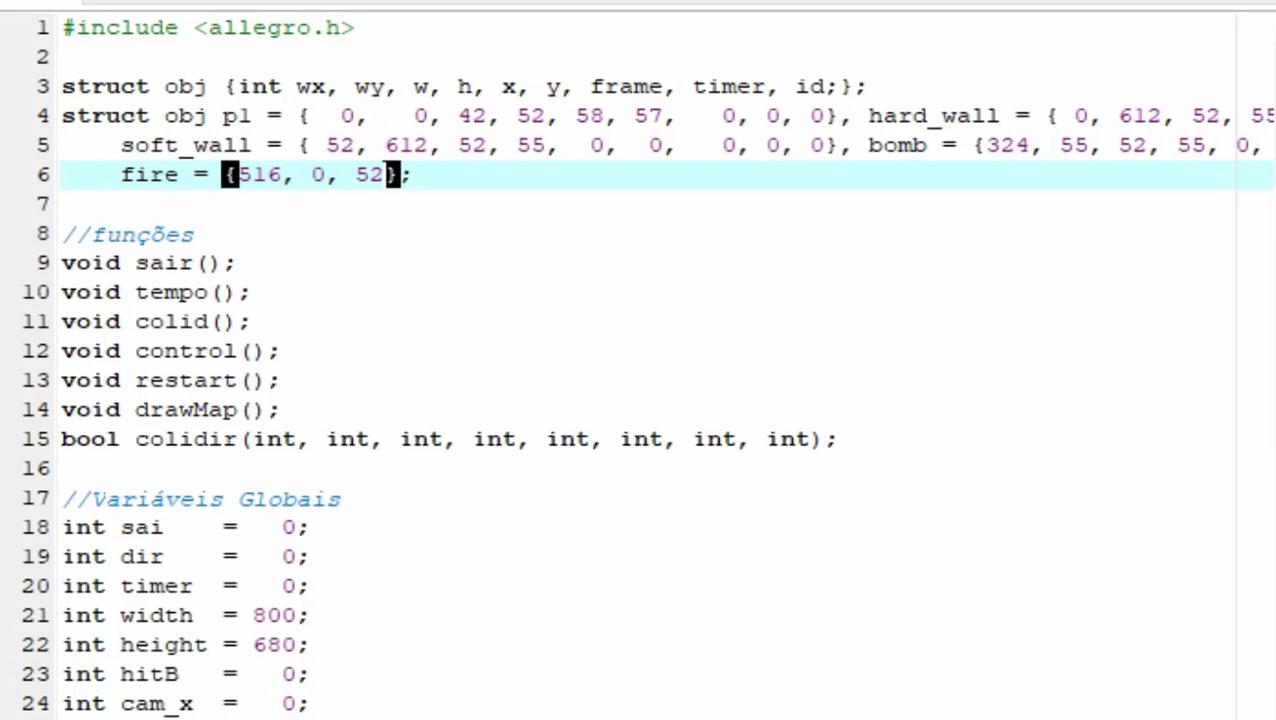 1 #include <allegro.h>
2
3 struct obj {int wx, wy, w, h, x, y, frame, timer, id;};
4 struct obj p1 = { 0, 0, 42, 52, 58, 57, 0, 0, 0}, hard_wall = { 0, 612, 52, 55
5 soft_wall = { 52, 612, 52, 55, 0, 0, 0, 0, 0}, bomb = {324, 55, 52, 55, 0,
6 fire = {516, 0, 52};
7
8 //funções
9 void sair();
10 void tempo();
11 void colid();
12 void control();
13 void restart();
14 void drawMap();
15 bool colidir(int, int, int, int, int, int, int, int);
16
17 //Variáveis Globais
18 int sai = 0;
19 int dir = 0;
20 int timer = 0;
21 int width = 800;
22 int height = 680;
23 int hitB = 0;
24 int cam_x = 0;